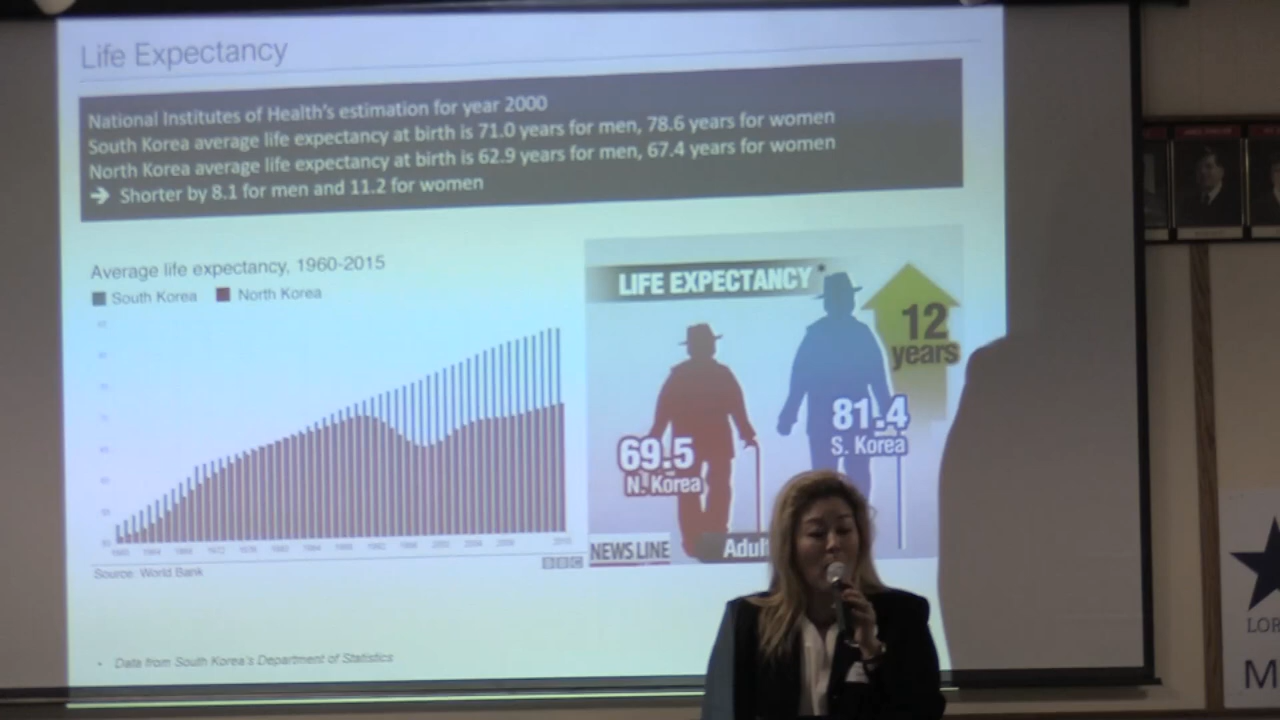 Life Expectancy
National Institutes of Health's estimation for year 2000
South Korea average life expectancy at birth is 71.0 years for men, 78.6 years for women
North Korea average life expectancy at birth is 62.9 years for men, 67.4 years for women
→ Shorter by 8.1 for men and 11.2 for women
Average life expectancy, 1960-2015
South Korea North Korea
Source: World Bank
BBC
LIFE EXPECTANCY*
12
years
81.4
S. Korea
69.5
N. Korea
NEWS LINE
Adul
• Data from South Korea's Department of Statistics
LOB
M